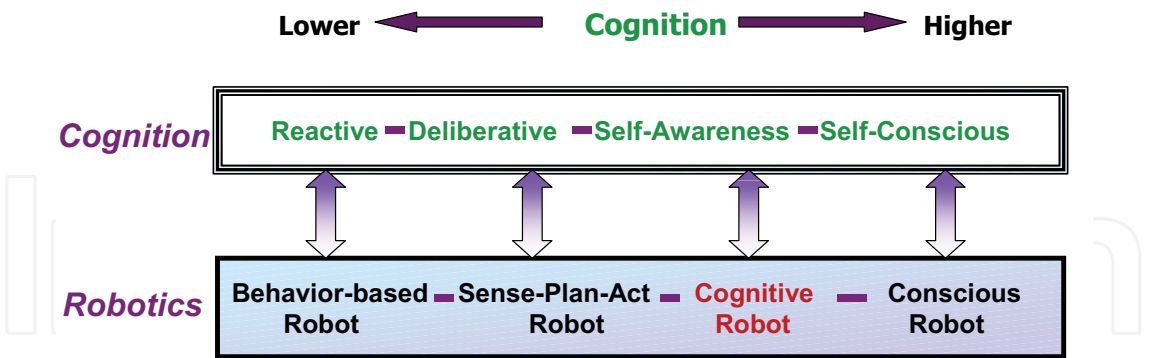 Lower Cognition Higher
Cognition
Reactive - Deliberative - Self-Awareness - Self-Conscious
Robotics
Behavior-based - Sense-Plan-Act - Cognitive - Conscious
Robot Robot Robot Robot